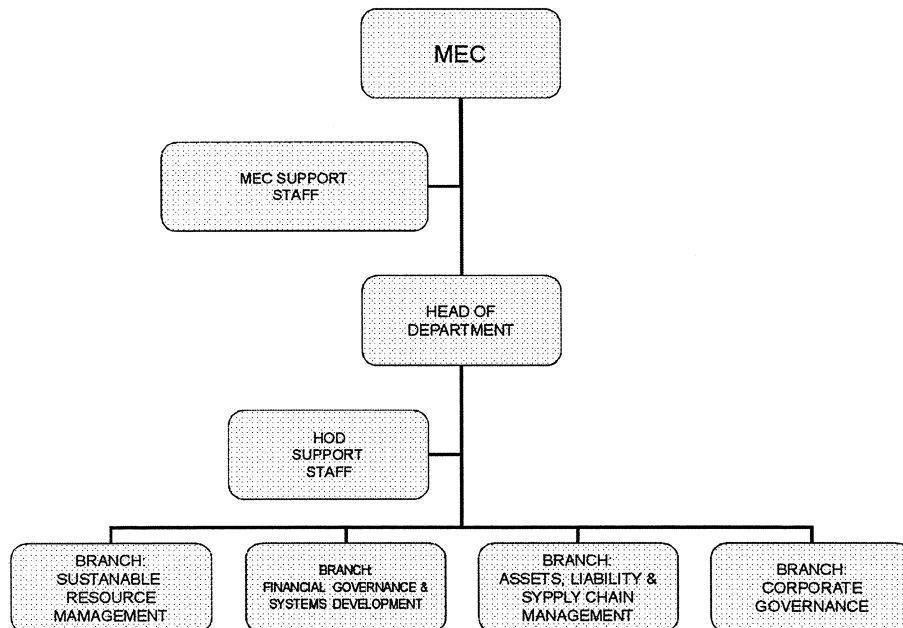 MEC
MEC SUPPORT
STAFF
HEAD OF
DEPARTMENT
HOD
SUPPORT
STAFF
BRANCH:
SUSTANABLE
RESOURCE
MAMAGEMENT
BRANCH:
FINANCIAL GOVERNANCE &
SYSTEMS DEVELOPMENT
BRANCH:
ASSETS, LIABILITY &
SYPPLY CHAIN
MANAGEMENT
BRANCH:
CORPORATE
GOVERNANCE